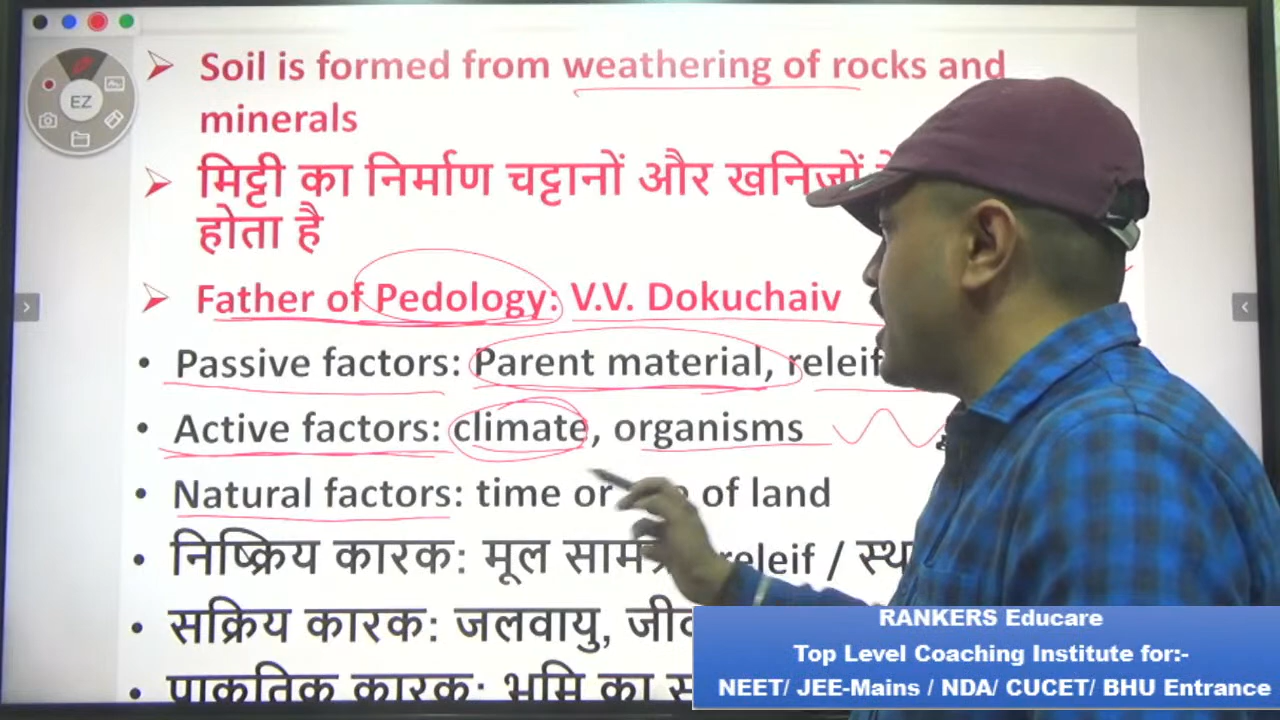 EZ
Soil is formed from weathering of rocks and
minerals
मिट्टी का निर्माण चट्टानों और खनिजों
होता है
Father of Pedology: V.V. Dokuchaiv
Passive factors: Parent material, releif
Active factors: climate, organisms
Natural factors: time or of land
निष्क्रिय कारक: मूल releif /
सक्रिय कारक: जलवायु,
प्राकृतिक कारक: भूमि का
RANKERS Educare
Top Level Coaching Institute for:-
NEET/ JEE-Mains / NDA/ CUCET/ BHU Entrance